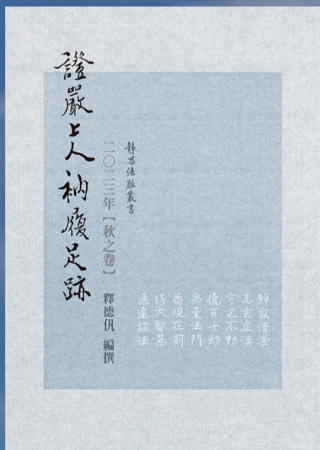 證嚴上人衲履足跡
靜思法脈叢書
二〇二三年【秋之卷】
釋德𠆩 編撰
靜寂清澄
志玄虛漠
守之不動
億百千劫
無量法門
悉現在前
得大智慧
通達諸法